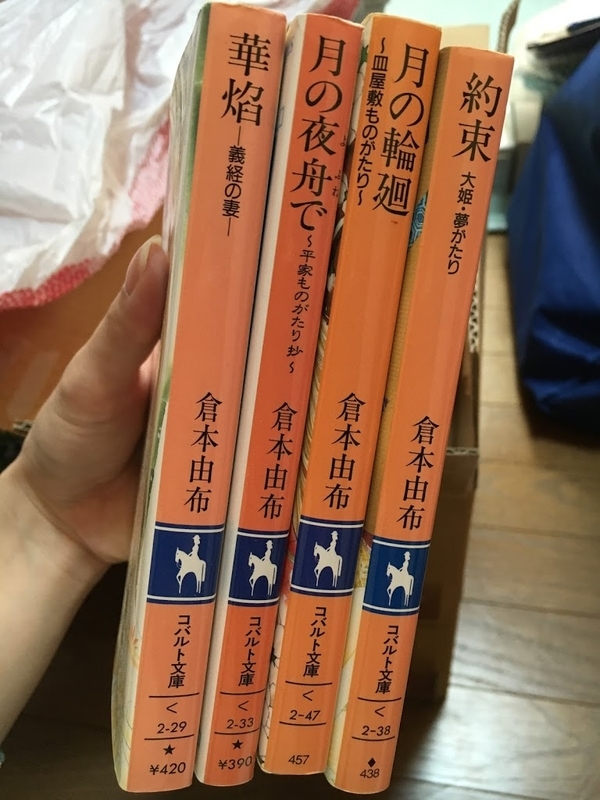 華焰
―義経の妻―
倉本由布
コバルト文庫
く
2-29
★
¥420
月の夜舟で
よ ふね
～平家ものがたり抄～
倉本由布
コバルト文庫
く
2-33
★
¥390
月の輪廻
～皿屋敷ものがたり～
倉本由布
コバルト文庫
く
2-47
457
約束
大姫・夢がたり
倉本由布
コバルト文庫
く
2-38
♦
438